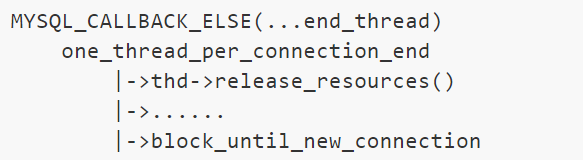 MYSQL_CALLBACK_ELSE(...end_thread)
    one_thread_per_connection_end
        |->thd->release_resources()
        |->......
        |->block_until_new_connection